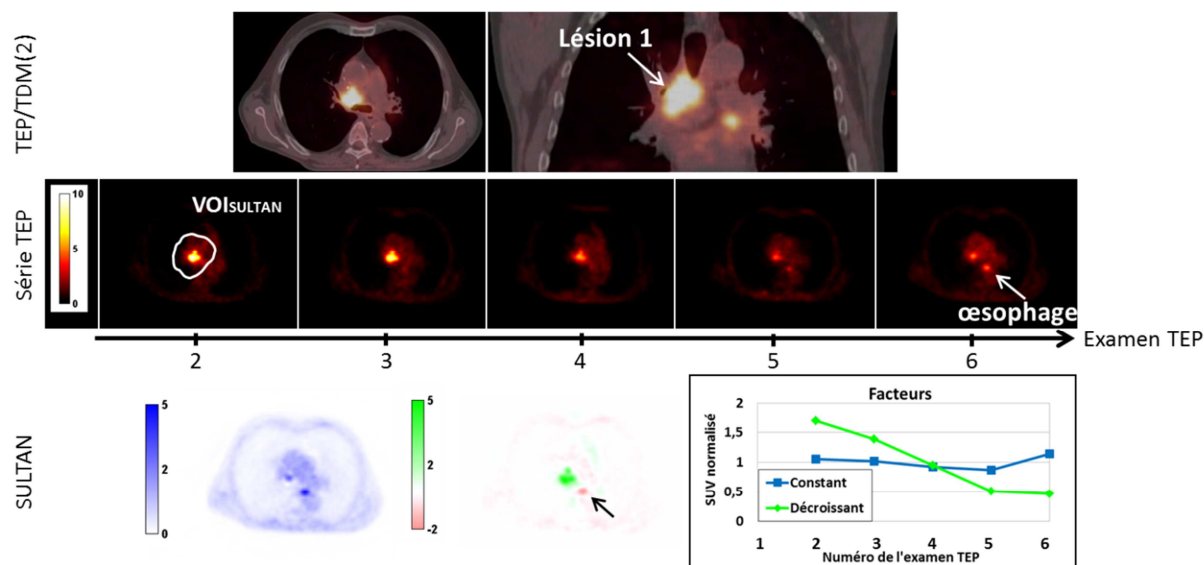 TEP/TDM(2)
Lésion 1
Série TEP
10
5
0
VOISULTAN
œsophage
Examen TEP
2 3 4 5 6
SULTAN
5
2
0
5
2
0
-2
Facteurs
SUV normalisé
2
1,5
1
0,5
0
Constant
Décroissant
1 2 3 4 5 6
Numéro de l'examen TEP